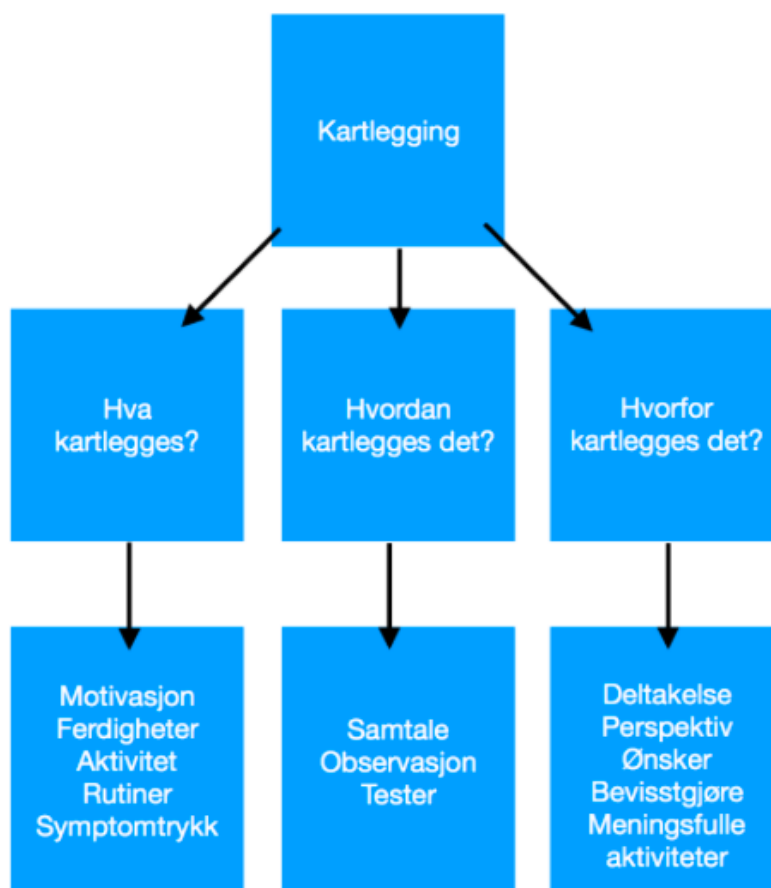 Kartlegging
Hva
kartlegges?
Hvordan
kartlegges det?
Hvorfor
kartlegges det?
Motivasjon
Ferdigheter
Aktivitet
Rutiner
Symptomtrykk
Samtale
Observasjon
Tester
Deltakelse
Perspektiv
Ønsker
Bevisstgjøre
Meningsfulle
aktiviteter